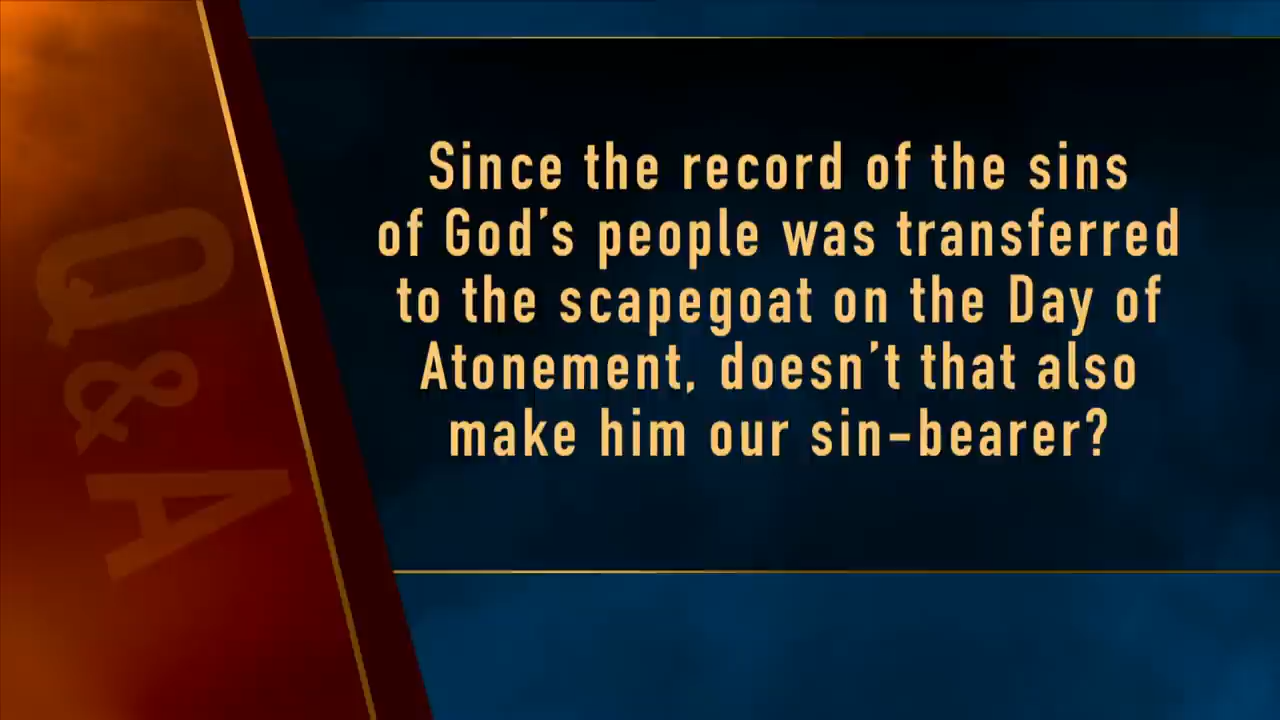 Q&A
Since the record of the sins
of God's people was transferred
to the scapegoat on the Day of
Atonement, doesn't that also
make him our sin-bearer?